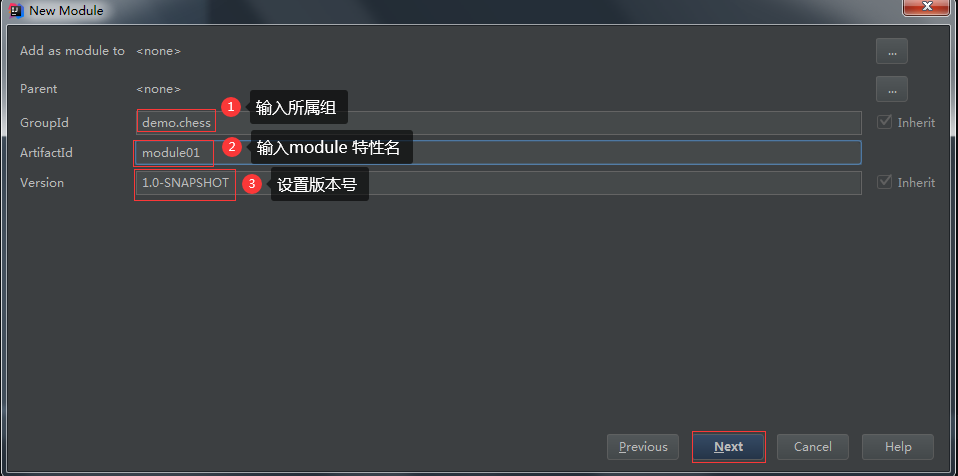 New Module
Add as module to <none> ...
Parent <none> ...
1 输入所属组
GroupId demo.chess Inherit
2 输入module 特性名
ArtifactId module01
Version 1.0-SNAPSHOT 3 设置版本号 Inherit
Previous Next Cancel Help